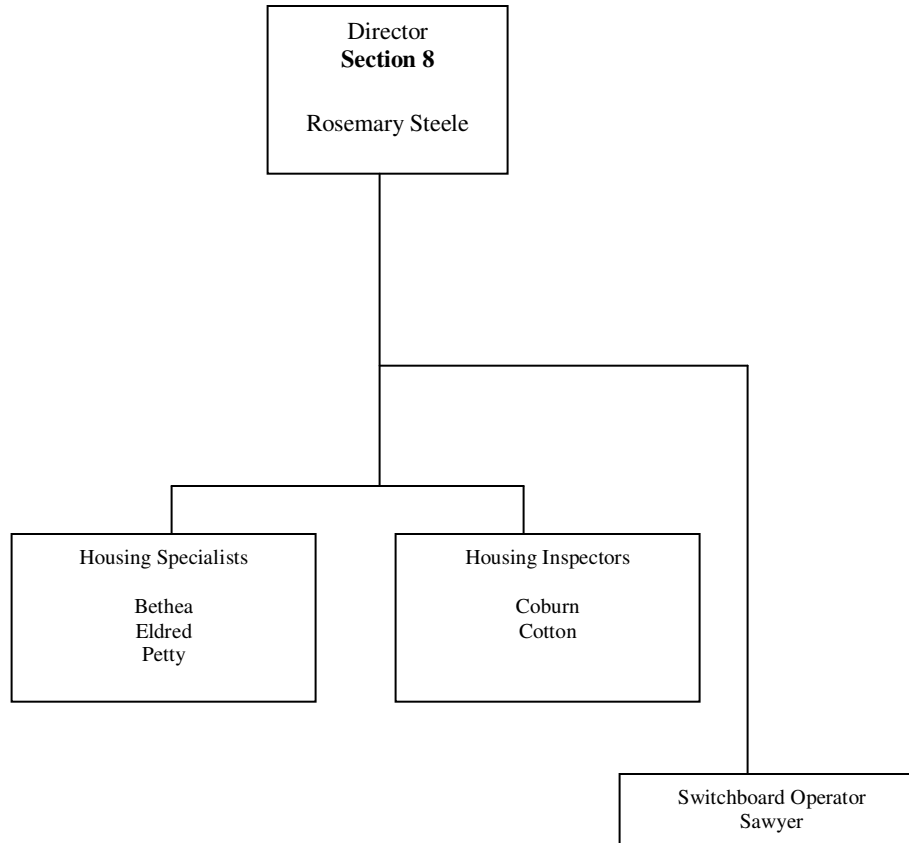 Director
Section 8
Rosemary Steele
Housing Specialists
Bethea
Eldred
Petty
Housing Inspectors
Coburn
Cotton
Switchboard Operator
Sawyer